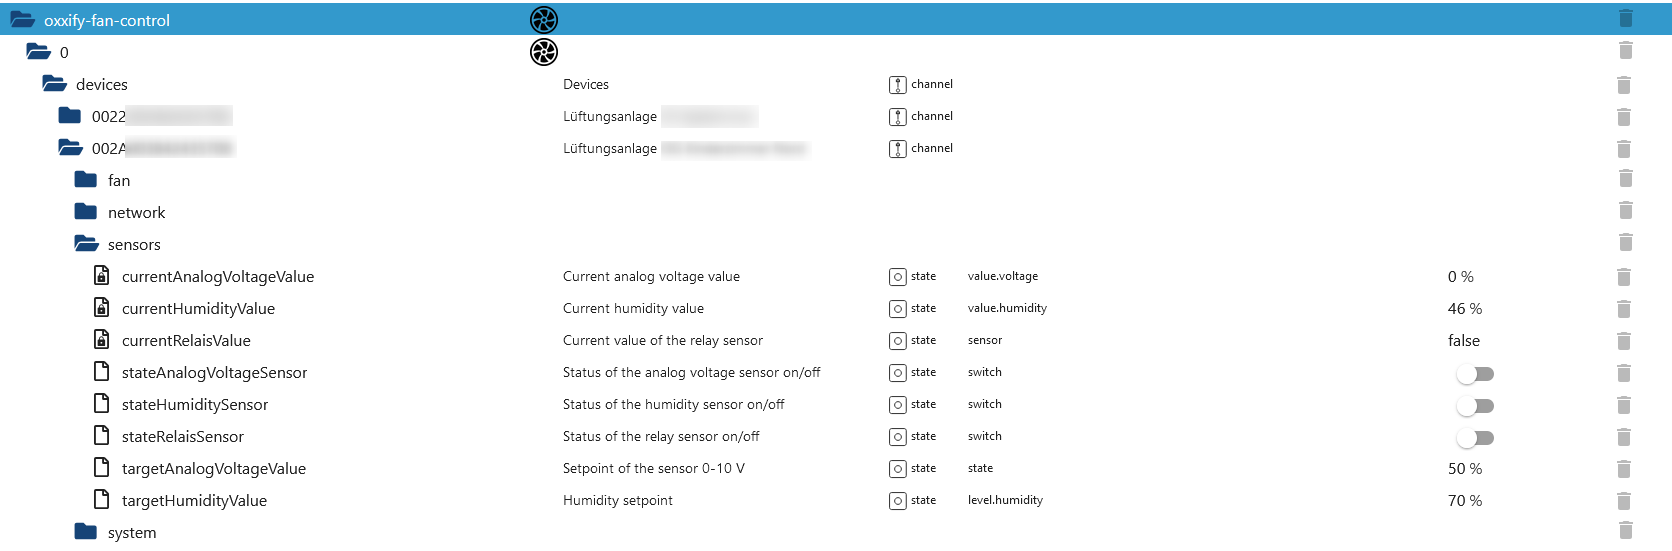 oxxify-fan-control
0
devices Devices channel
0022 Lüftungsanlage channel
002A Lüftungsanlage channel
fan
network
sensors
currentAnalogVoltageValue Current analog voltage value state value.voltage 0 %
currentHumidityValue Current humidity value state value.humidity 46 %
currentRelaisValue Current value of the relay sensor state sensor false
stateAnalogVoltageSensor Status of the analog voltage sensor on/off state switch
stateHumiditySensor Status of the humidity sensor on/off state switch
stateRelaisSensor Status of the relay sensor on/off state switch
targetAnalogVoltageValue Setpoint of the sensor 0-10 V state state 50 %
targetHumidityValue Humidity setpoint state level.humidity 70 %
system